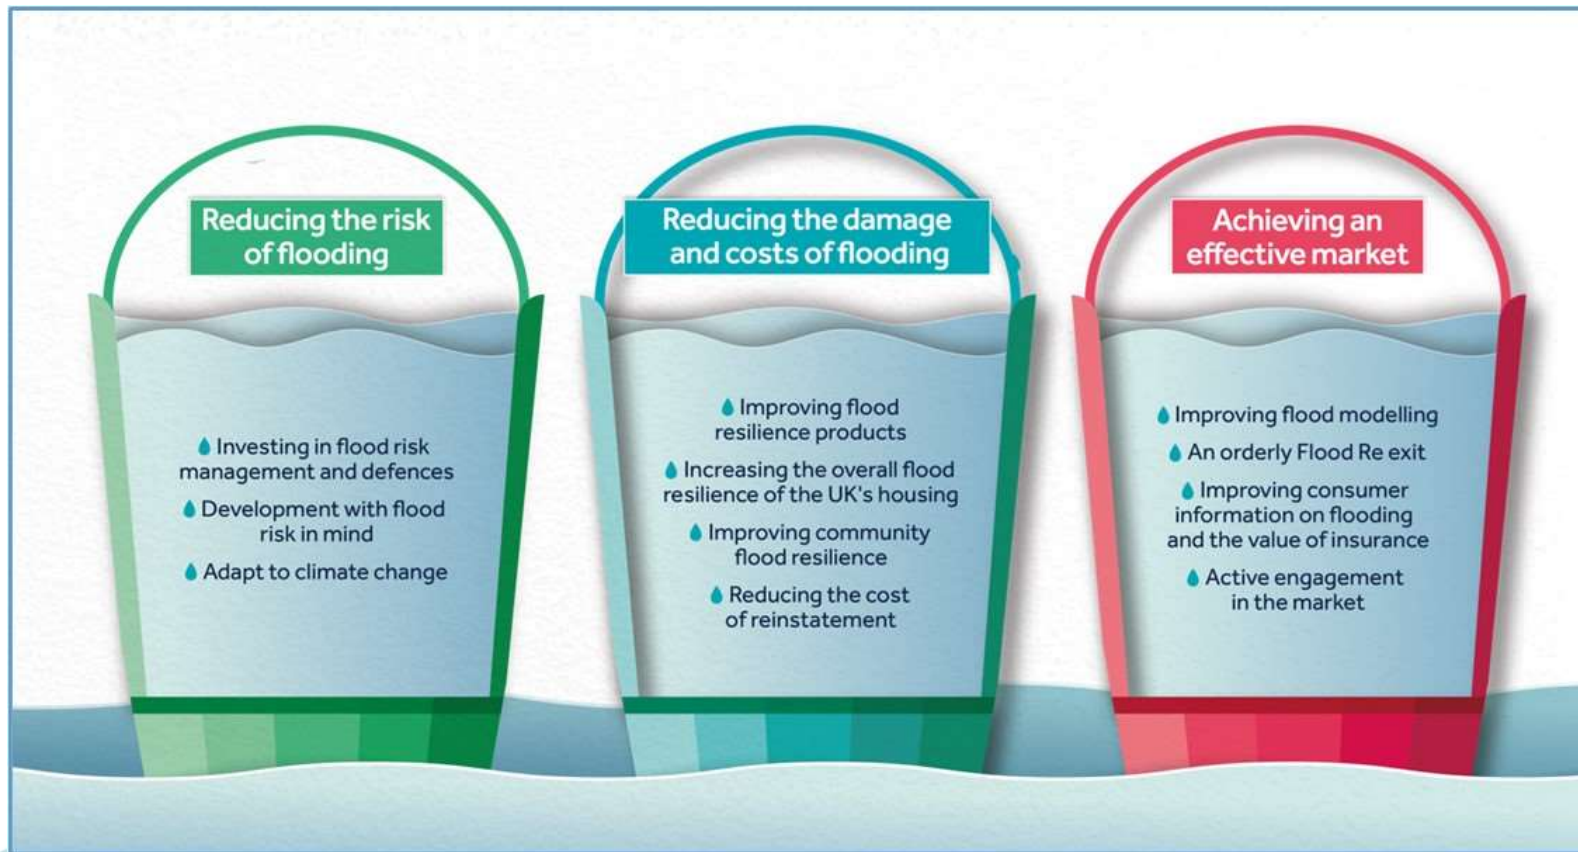 Reducing the risk
of flooding
Investing in flood risk
management and defences
Development with flood
risk in mind
Adapt to climate change
Reducing the damage
and costs of flooding
Improving flood
resilience products
Increasing the overall flood
resilience of the UK's housing
Improving community
flood resilience
Reducing the cost
of reinstatement
Achieving an
effective market
Improving flood modelling
An orderly Flood Re exit
Improving consumer
information on flooding
and the value of insurance
Active engagement
in the market